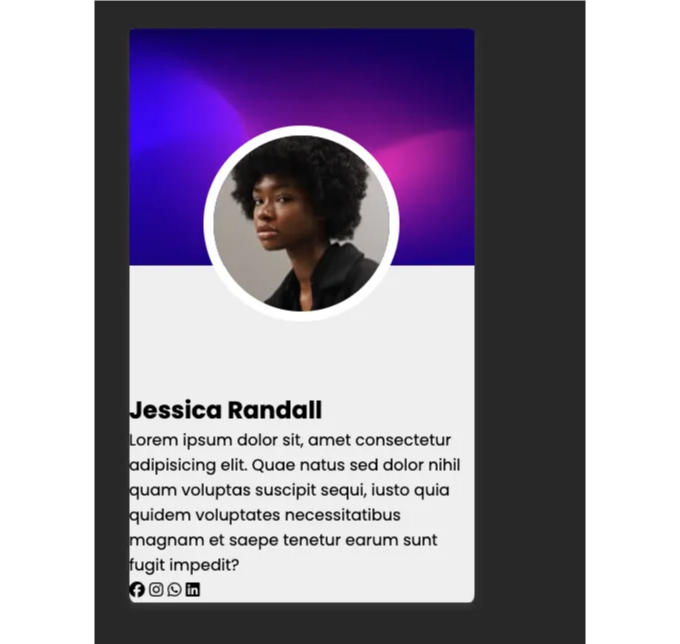 Jessica Randall
Lorem ipsum dolor sit, amet consectetur
adipisicing elit. Quae natus sed dolor nihil
quam voluptas suscipit sequi, iusto quia
quidem voluptates necessitatibus
magnam et saepe tenetur earum sunt
fugit impedit?